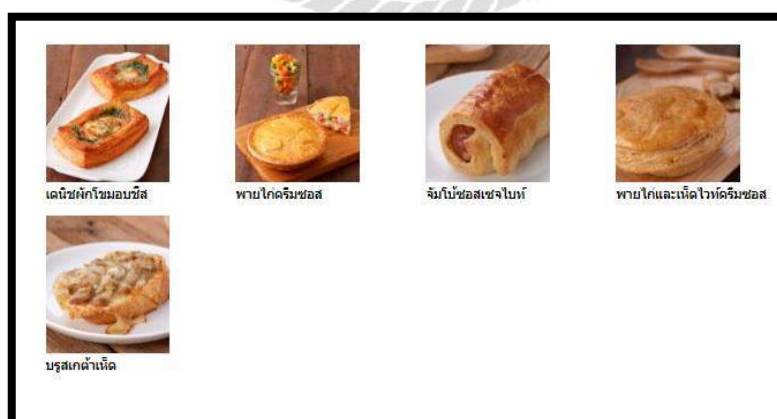 เดนิชผักโขมอบชีส
พายไก่ครีมซอส
จัมโบ้ซอสเซจไบท์
พายไก่และเห็ดไวท์ครีมซอส
บรูสเกต้าเห็ด